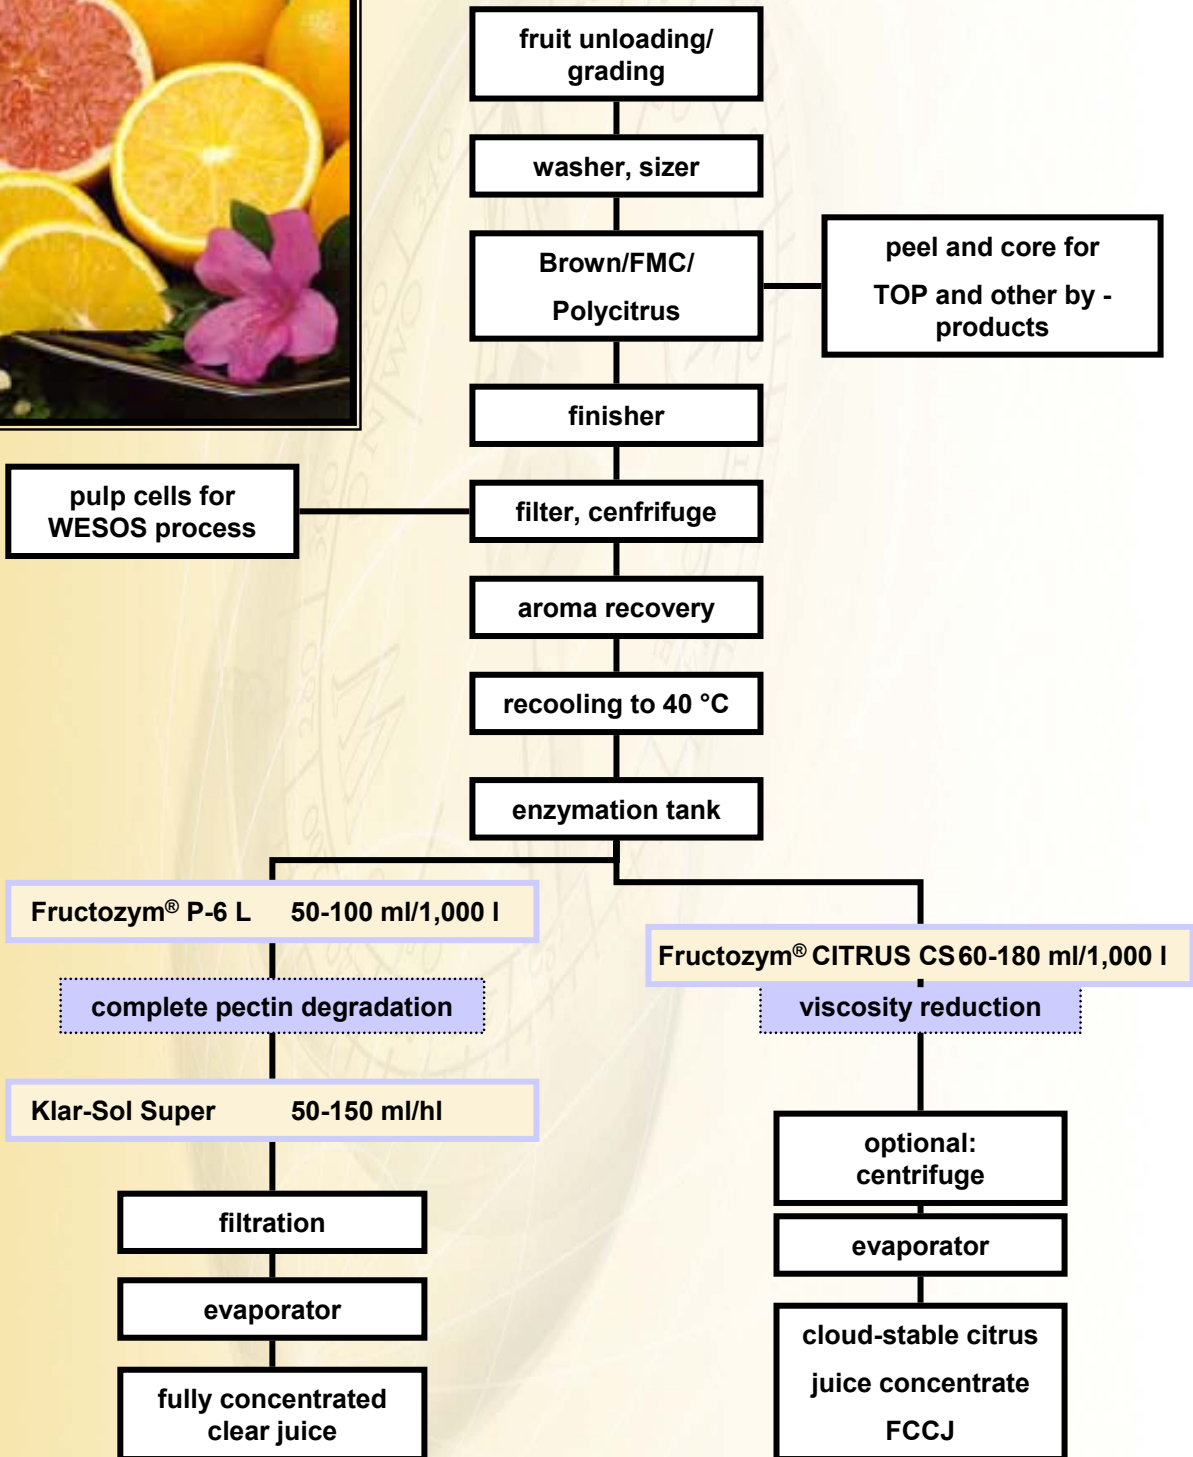 fruit unloading/
grading
washer, sizer
Brown/FMC/
Polycitrus
peel and core for
TOP and other by -
products
finisher
pulp cells for
WESOS process
filter, cenfrifuge
aroma recovery
recooling to 40 °C
enzymation tank
Fructozym® P-6 L 50-100 ml/1,000 l
Fructozym® CITRUS CS 60-180 ml/1,000 l
complete pectin degradation
viscosity reduction
Klar-Sol Super 50-150 ml/hl
optional:
centrifuge
filtration
evaporator
evaporator
cloud-stable citrus
juice concentrate
FCCJ
fully concentrated
clear juice